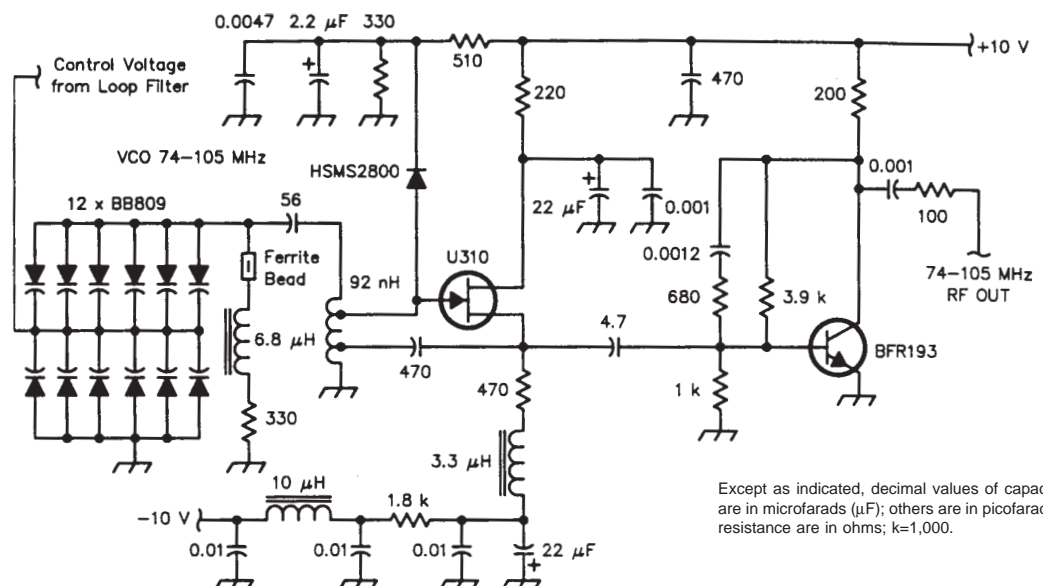 0.0047 2.2 µF 330
510
+10 V
Control Voltage
from Loop Filter
220
470
200
VCO 74–105 MHz
HSMS2800
0.001
12 x BB809
56
22 µF
0.001
100
Ferrite
Bead
U310
0.0012
74–105 MHz
RF OUT
92 nH
680
3.9 k
6.8 µH
4.7
BFR193
470
470
1 k
330
3.3 µH
10 µH
1.8 k
–10 V
0.01
0.01
0.01
22 µF
Except as indicated, decimal values of capac
are in microfarads (µF); others are in picofarac
resistance are in ohms; k=1,000.